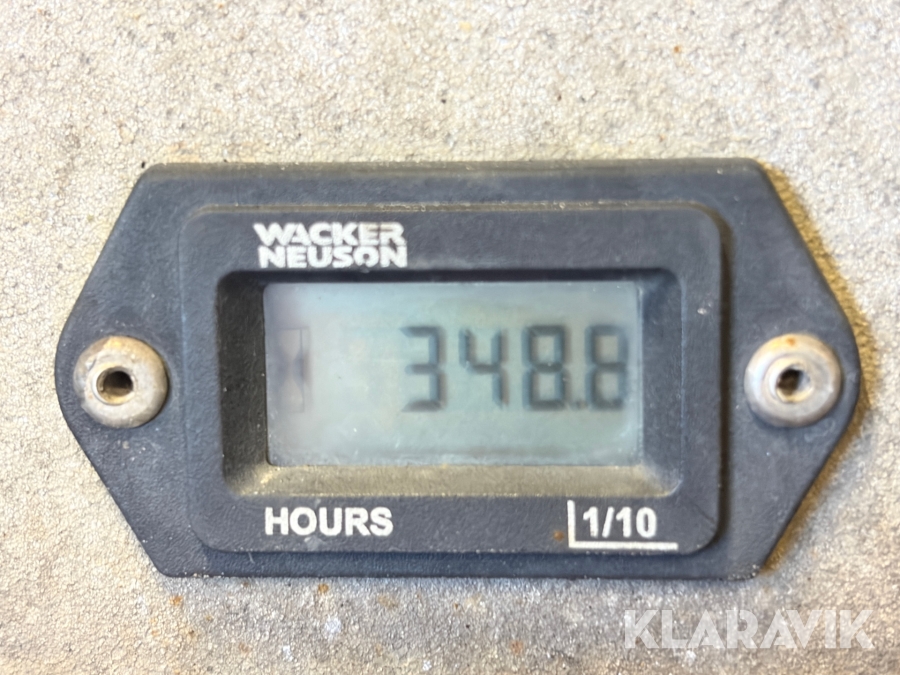 WACKER
NEUSON
348.8
HOURS
1/10
KLARAVIK